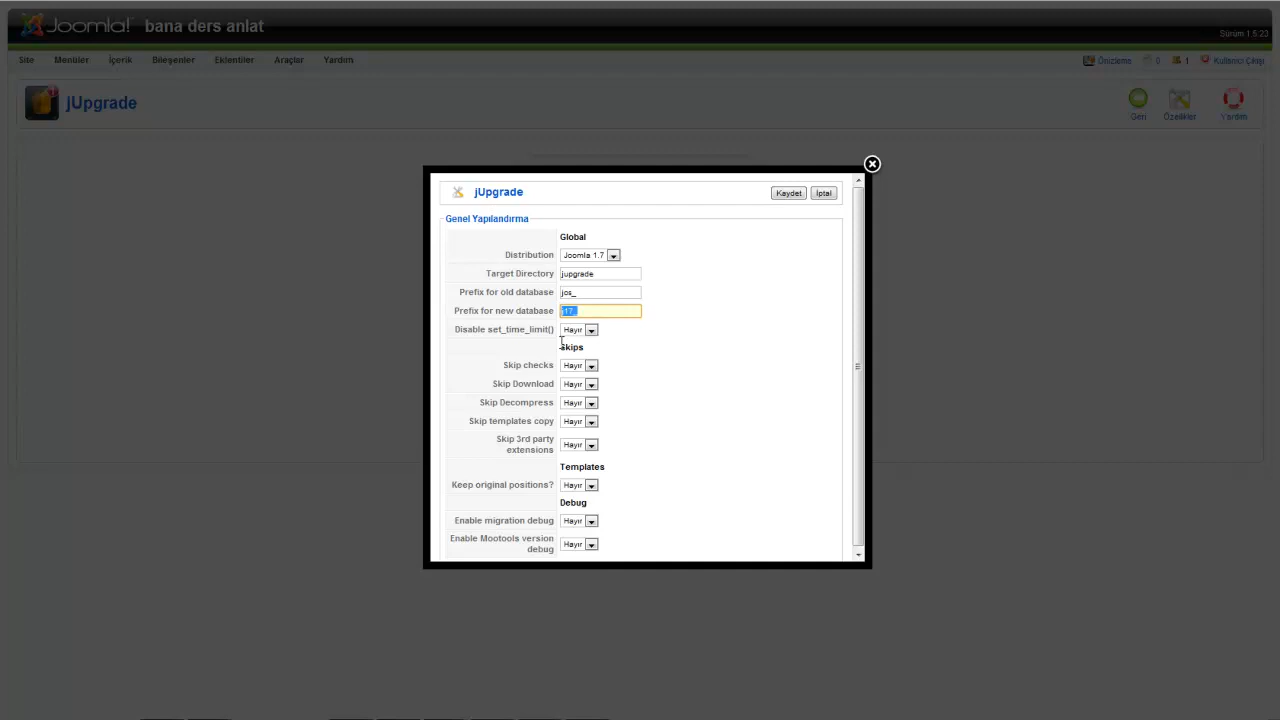 Joomla! bana ders anlat
Sürüm 1.5.23
Site Menüler İçerik Bileşenler Eklentiler Araçlar Yardım
Önizleme 0 1 Kullanıcı Çıkışı
jUpgrade
Geri Özellikler Yardım
jUpgrade
Kaydet İptal
Genel Yapılandırma
Global
Distribution Joomla 1.7
Target Directory jupgrade
Prefix for old database jos_
Prefix for new database
Disable set_time_limit() Hayır
Skips
Skip checks Hayır
Skip Download Hayır
Skip Decompress Hayır
Skip templates copy Hayır
Skip 3rd party
extensions Hayır
Templates
Keep original positions? Hayır
Debug
Enable migration debug Hayır
Enable Mootools version
debug Hayır